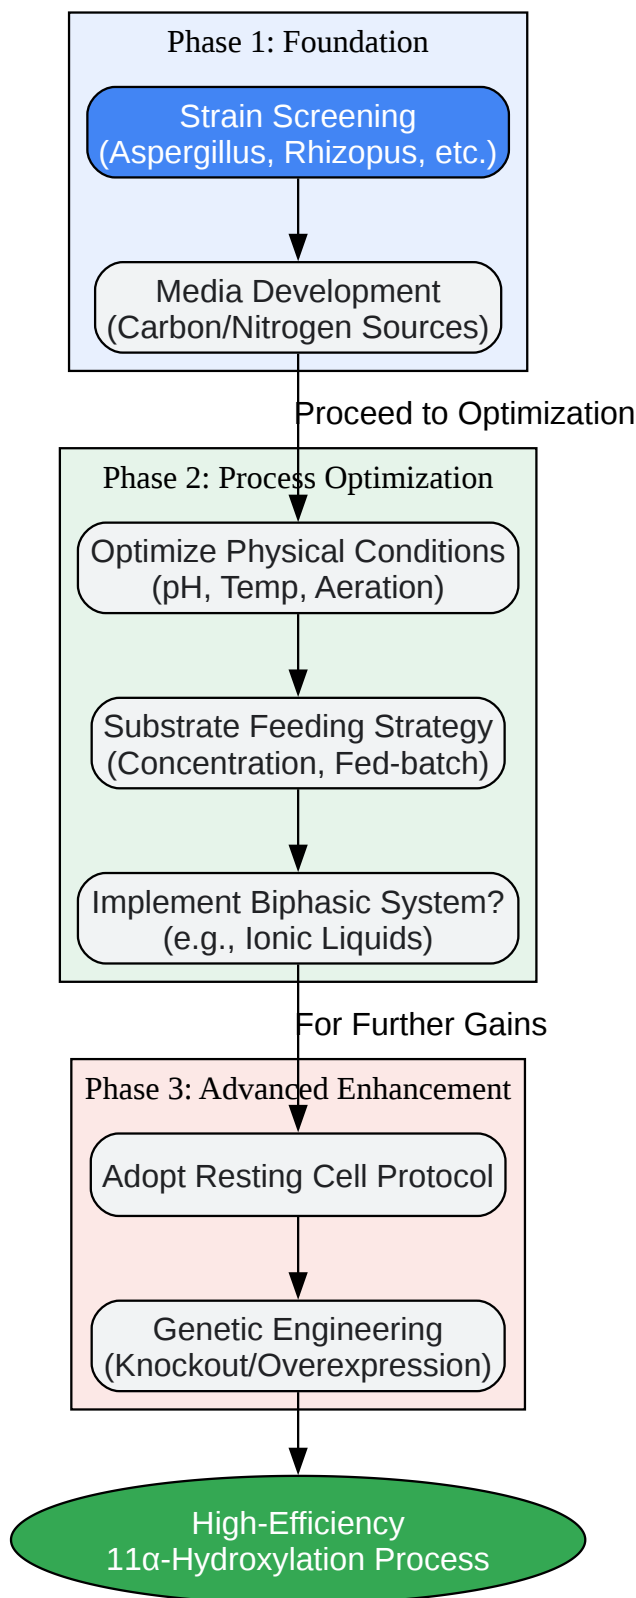 Phase 1: Foundation
Strain Screening
(Aspergillus, Rhizopus, etc.)
Media Development
(Carbon/Nitrogen Sources)
Proceed to Optimization
Phase 2: Process Optimization
Optimize Physical Conditions
(pH, Temp, Aeration)
Substrate Feeding Strategy
(Concentration, Fed-batch)
Implement Biphasic System?
(e.g., Ionic Liquids)
For Further Gains
Phase 3: Advanced Enhancement
Adopt Resting Cell Protocol
Genetic Engineering
(Knockout/Overexpression)
High-Efficiency
11α-Hydroxylation Process